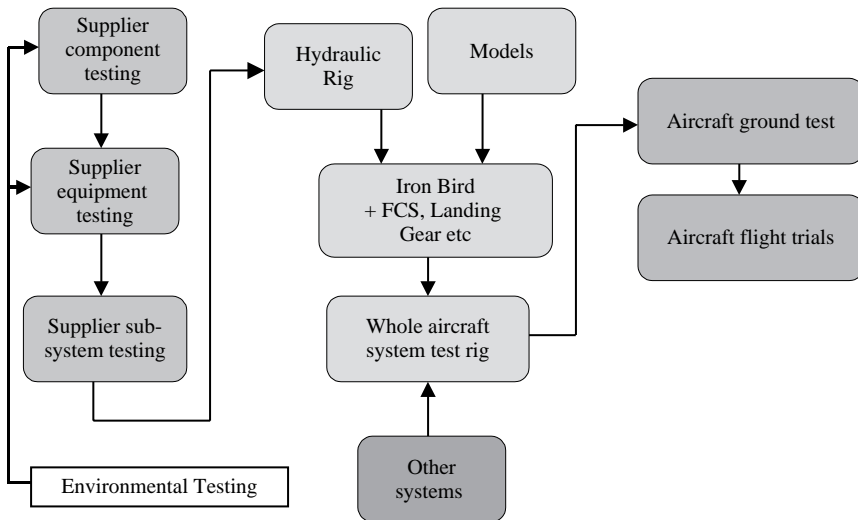 Supplier
component
testing
Supplier
equipment
testing
Supplier sub-
system testing
Environmental Testing
Hydraulic
Rig
Models
Iron Bird
+ FCS, Landing
Gear etc
Whole aircraft
system test rig
Other
systems
Aircraft ground test
Aircraft flight trials